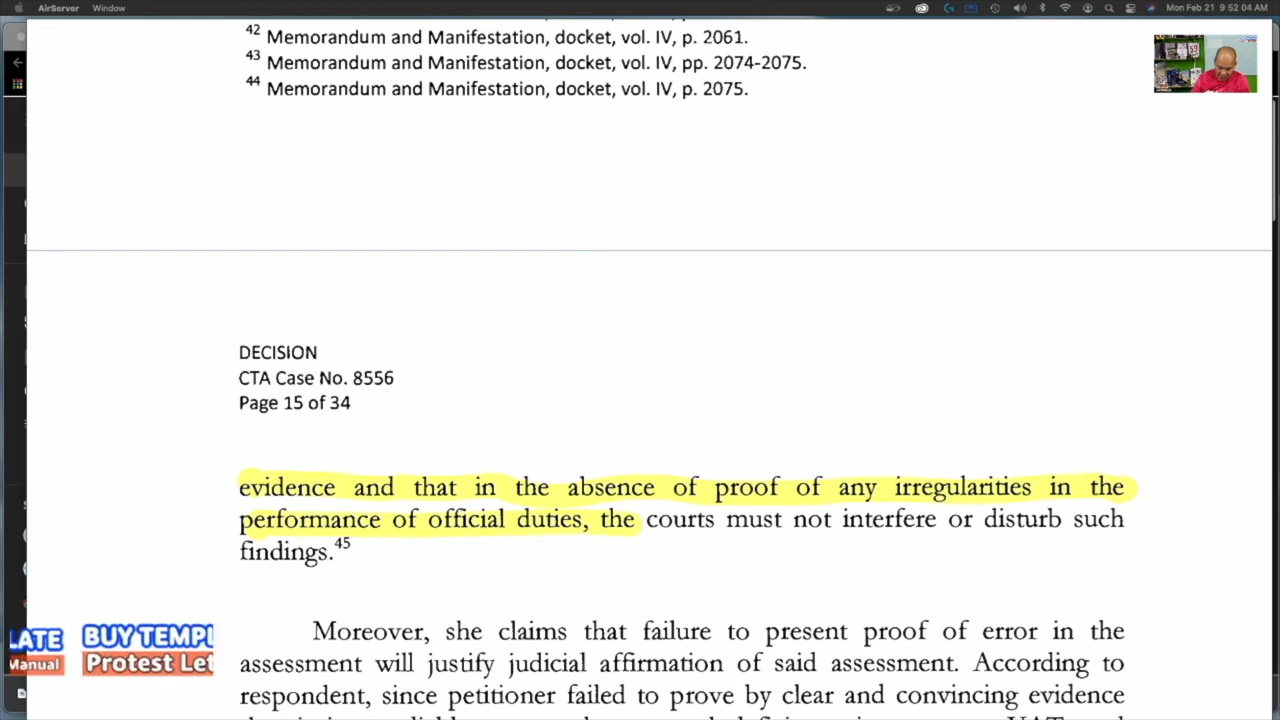 AirServer Window Mon Feb 21 9 52 04 AM
42 Memorandum and Manifestation, docket, vol. IV, p. 2061.
43 Memorandum and Manifestation, docket, vol. IV, pp. 2074-2075.
44 Memorandum and Manifestation, docket, vol. IV, p. 2075.
DECISION
CTA Case No. 8556
Page 15 of 34
evidence and that in the absence of proof of any irregularities in the
performance of official duties, the courts must not interfere or disturb such
findings.45
Moreover, she claims that failure to present proof of error in the
assessment will justify judicial affirmation of said assessment. According to
respondent, since petitioner failed to prove by clear and convincing evidence
LATE BUY TEMPL
Manual Protest Let